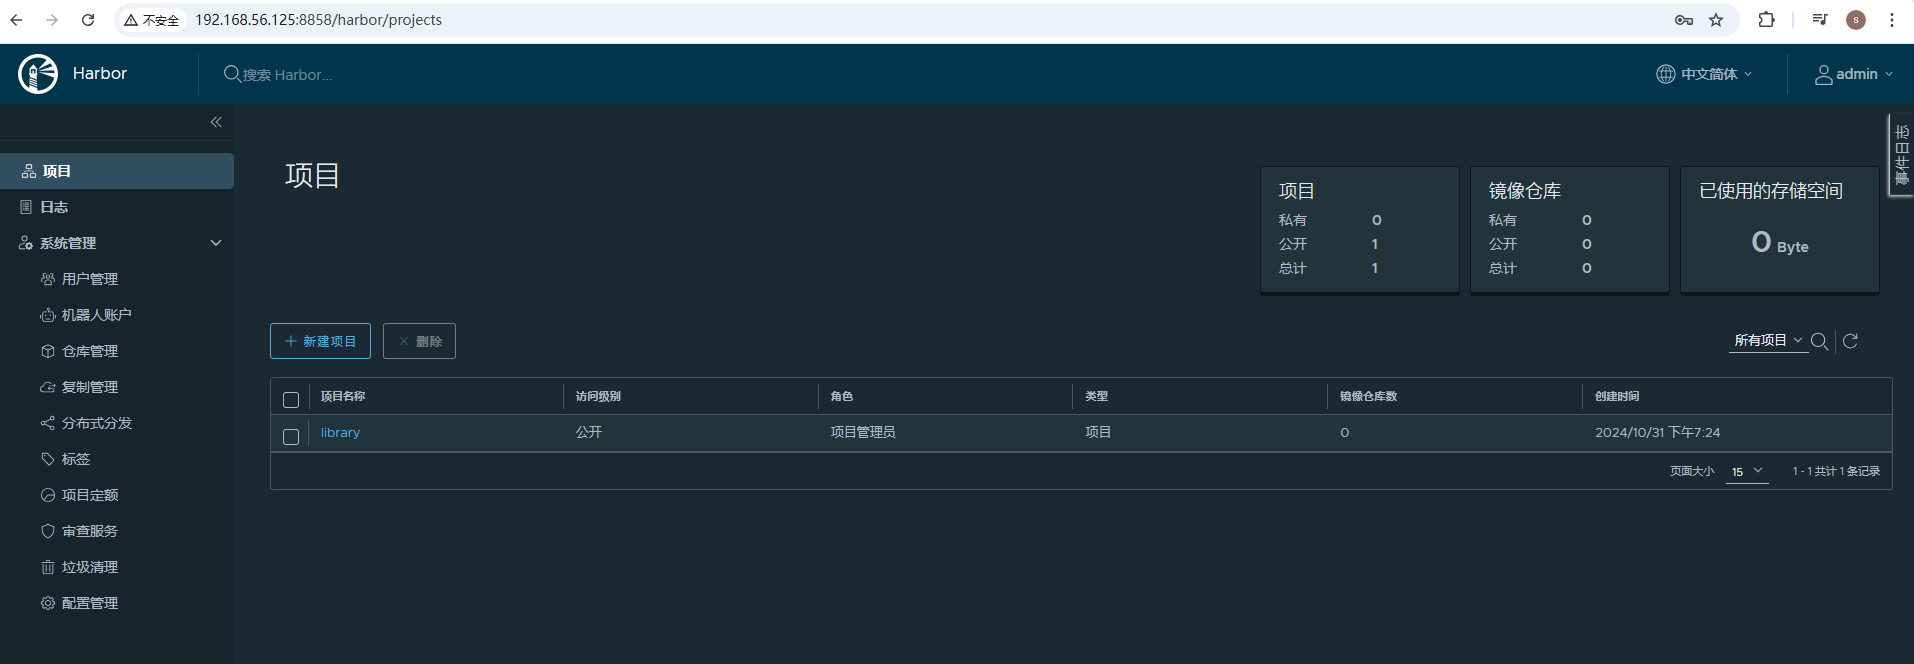 不安全 192.168.56.125:8858/harbor/projects
S
Harbor
搜索 Harbor...
中文简体
admin
事件日志
项目
日志
系统管理
用户管理
机器人账户
仓库管理
复制管理
分布式分发
标签
项目定额
审查服务
垃圾清理
配置管理
项目
项目
私有 0
公开 1
总计 1
镜像仓库
私有 0
公开 0
总计 0
已使用的存储空间
0 Byte
新建项目 删除
所有项目
项目名称 访问级别 角色 类型 镜像仓库数 创建时间
library 公开 项目管理员 项目 0 2024/10/31 下午7:24
页面大小 15 1 - 1 共计 1 条记录